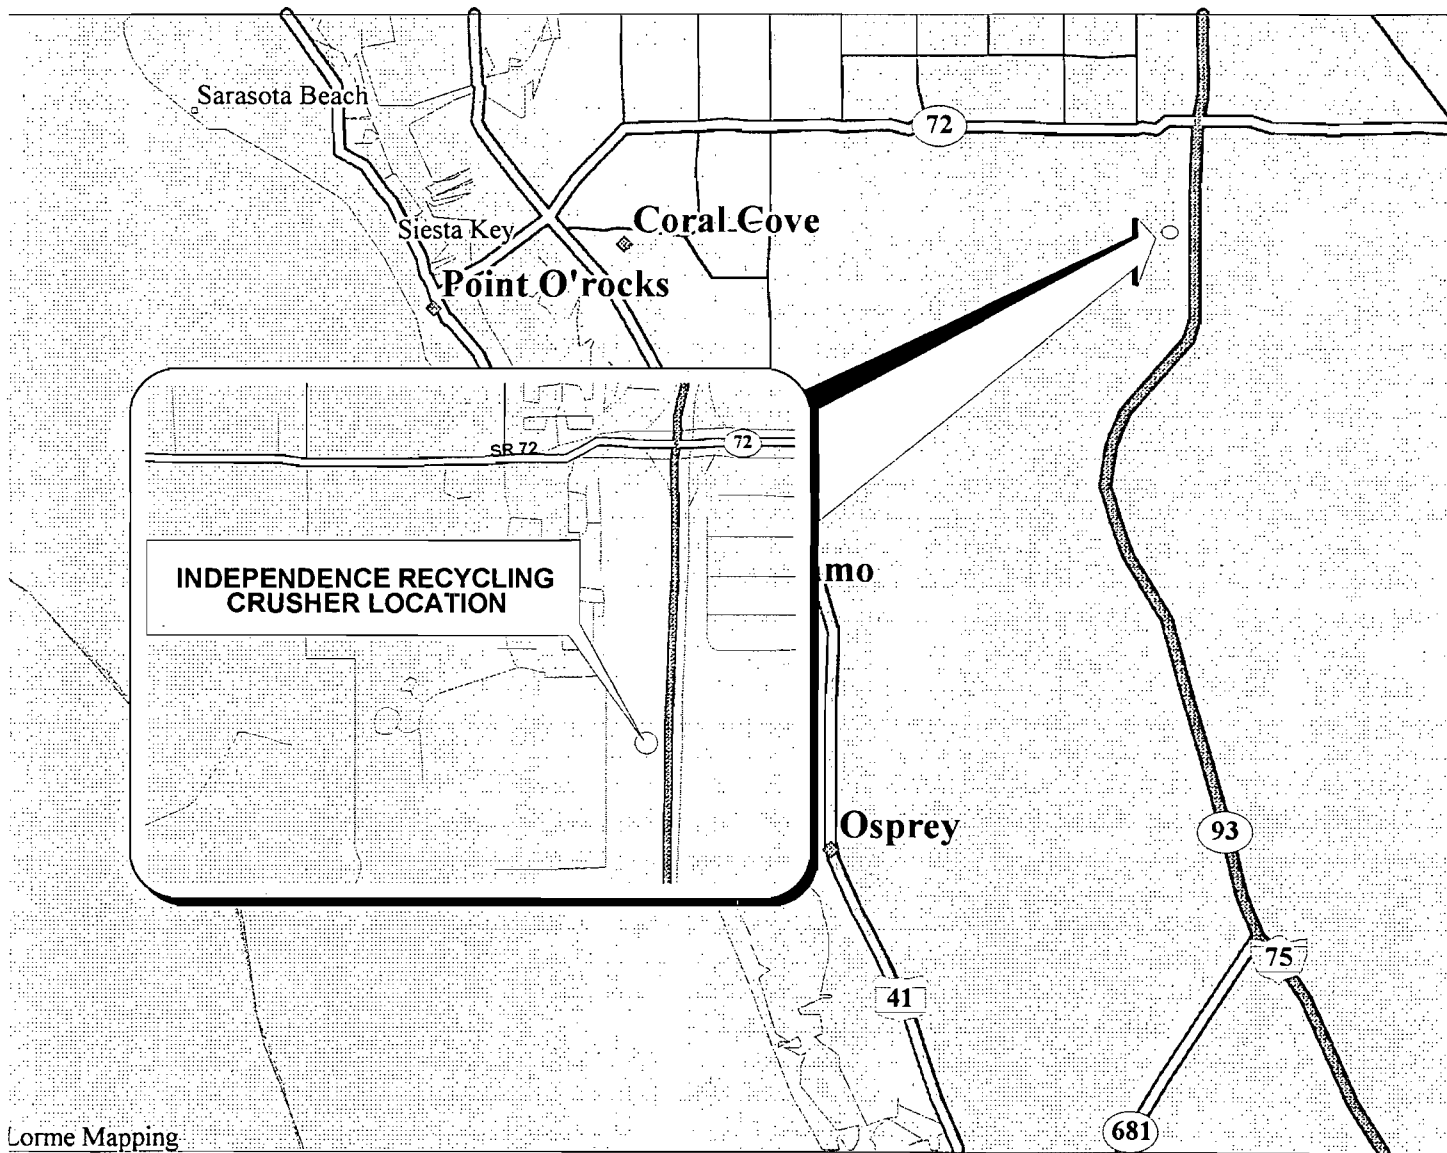 Sarasota Beach
72
Siesta Key
Coral Cove
Point O'rocks
SR 72
72
INDEPENDENCE RECYCLING
CRUSHER LOCATION
mo
Osprey
93
75
41
681
Lorme Mapping